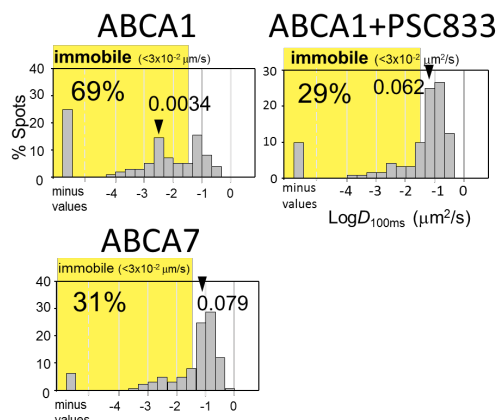 ABCA1
immobile (<3x10⁻² μm/s)
69%
0.0034
% Spots
40
30
20
10
0
minus
values
-4 -3 -2 -1 0
ABCA1+PSC833
immobile (<3x10⁻² μm²/s)
29%
0.062
30
20
10
0
minus
values
-4 -3 -2 -1 0
LogD100ms (μm²/s)
ABCA7
immobile (<3x10⁻² μm/s)
31%
0.079
40
30
20
10
0
minus
values
-4 -3 -2 -1 0